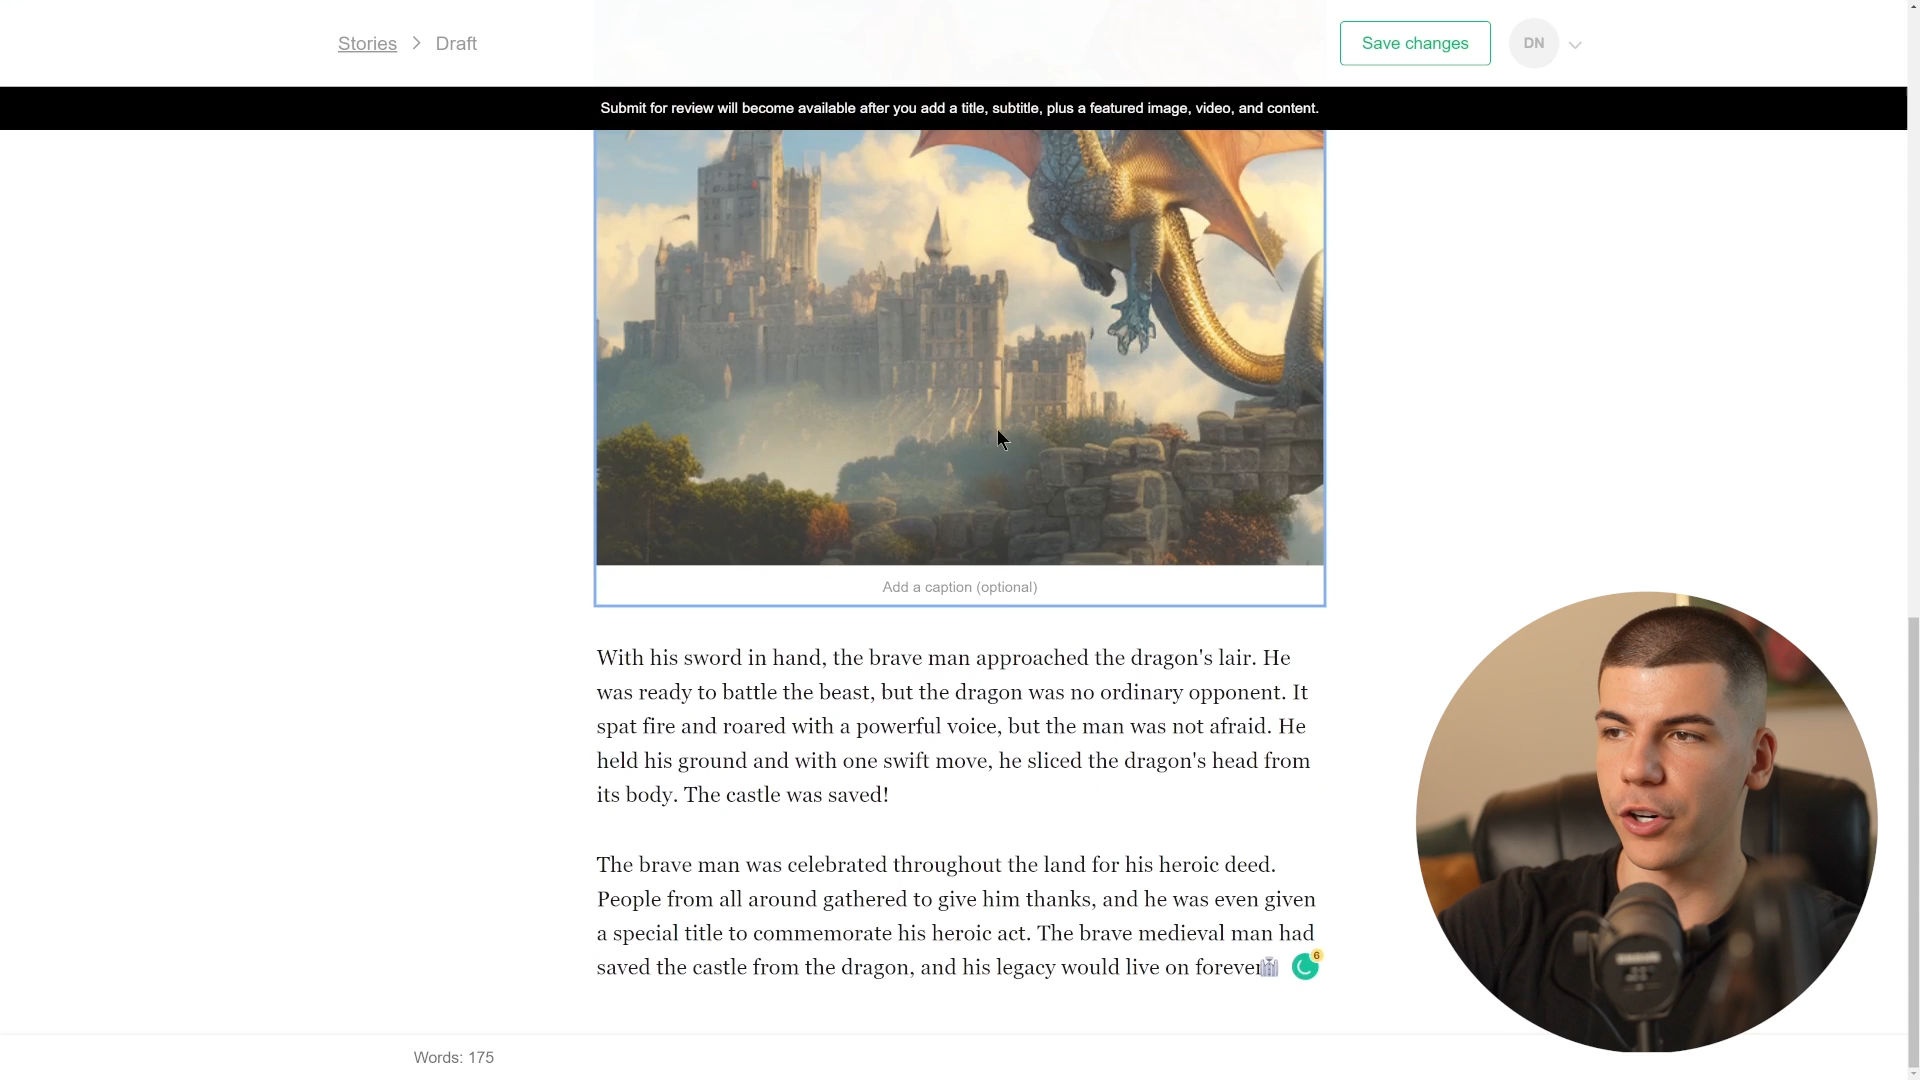 Stories > Draft
Save changes
DN
Submit for review will become available after you add a title, subtitle, plus a featured image, video, and content.
Add a caption (optional)
With his sword in hand, the brave man approached the dragon's lair. He
was ready to battle the beast, but the dragon was no ordinary opponent. It
spat fire and roared with a powerful voice, but the man was not afraid. He
held his ground and with one swift move, he sliced the dragon's head from
its body. The castle was saved!
The brave man was celebrated throughout the land for his heroic deed.
People from all around gathered to give him thanks, and he was even given
a special title to commemorate his heroic act. The brave medieval man had
saved the castle from the dragon, and his legacy would live on forever
6
Words: 175